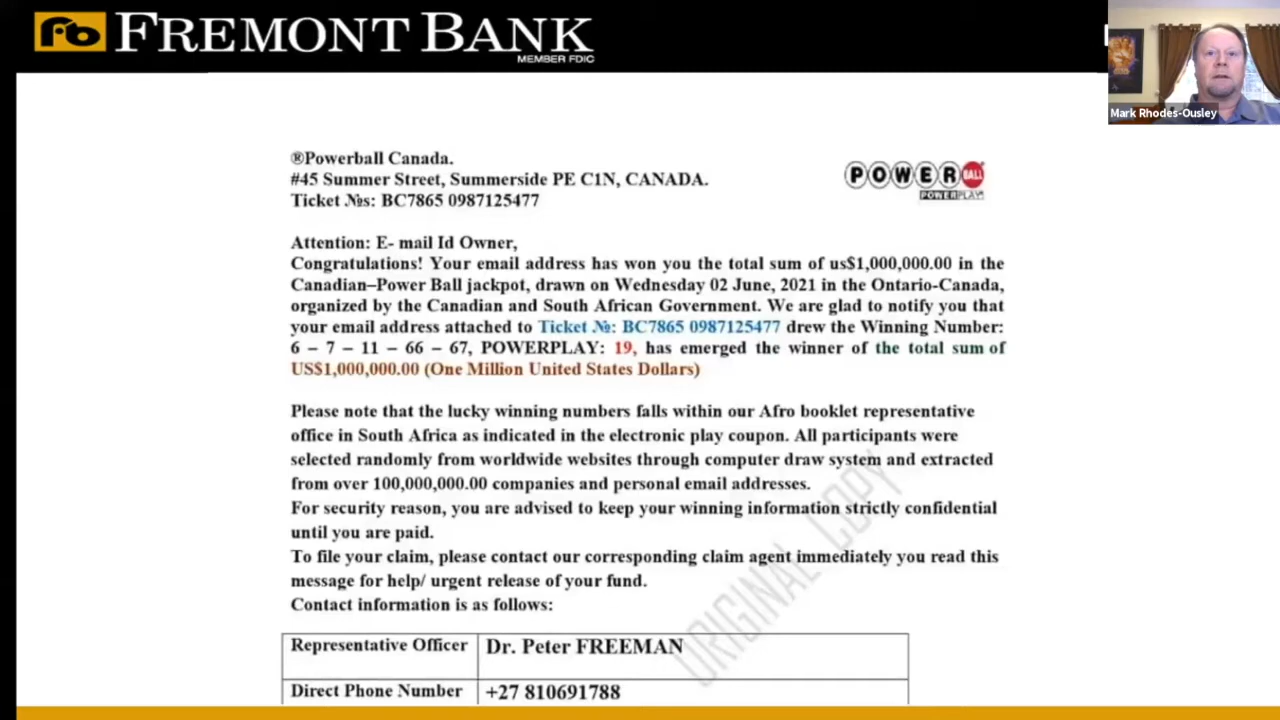 fb FREMONT BANK
MEMBER FDIC
Mark Rhodes-Ousley
®Powerball Canada.
#45 Summer Street, Summerside PE C1N, CANADA.
Ticket №s: BC7865 0987125477
POWER BALL
POWERPLAY
Attention: E- mail Id Owner,
Congratulations! Your email address has won you the total sum of us$1,000,000.00 in the
Canadian–Power Ball jackpot, drawn on Wednesday 02 June, 2021 in the Ontario-Canada,
organized by the Canadian and South African Government. We are glad to notify you that
your email address attached to Ticket №: BC7865 0987125477 drew the Winning Number:
6 – 7 – 11 – 66 – 67, POWERPLAY: 19, has emerged the winner of the total sum of
US$1,000,000.00 (One Million United States Dollars)
Please note that the lucky winning numbers falls within our Afro booklet representative
office in South Africa as indicated in the electronic play coupon. All participants were
selected randomly from worldwide websites through computer draw system and extracted
from over 100,000,000.00 companies and personal email addresses.
For security reason, you are advised to keep your winning information strictly confidential
until you are paid.
To file your claim, please contact our corresponding claim agent immediately you read this
message for help/ urgent release of your fund.
Contact information is as follows:
ORIGINAL COPY
Representative Officer Dr. Peter FREEMAN
Direct Phone Number +27 810691788